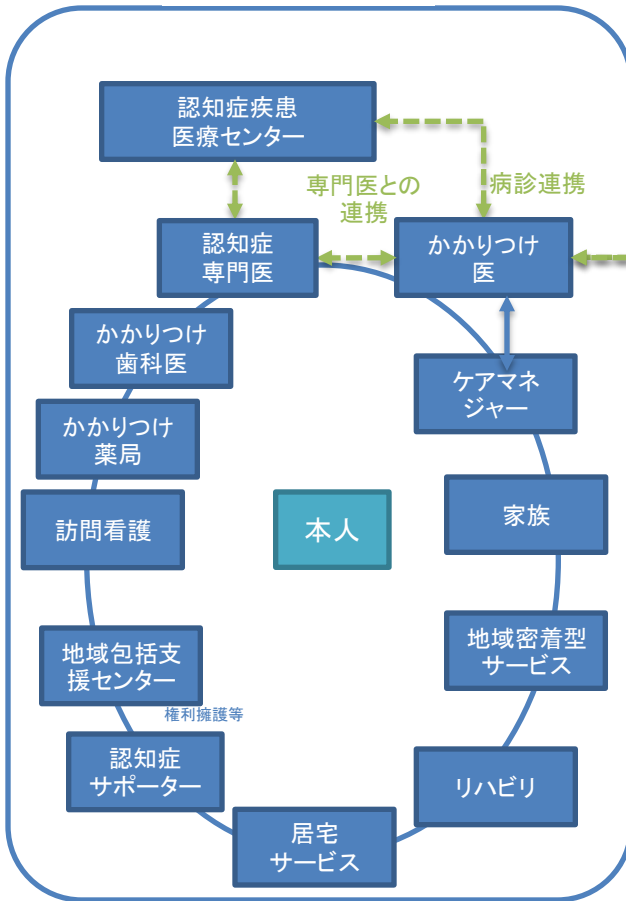 認知症疾患
医療センター
専門医との
連携
病診連携
認知症
専門医
かかりつけ
医
かかりつけ
歯科医
ケアマネ
ジャー
かかりつけ
薬局
訪問看護
本人
家族
地域包括支
援センター
地域密着型
サービス
権利擁護等
認知症
サポーター
リハビリ
居宅
サービス